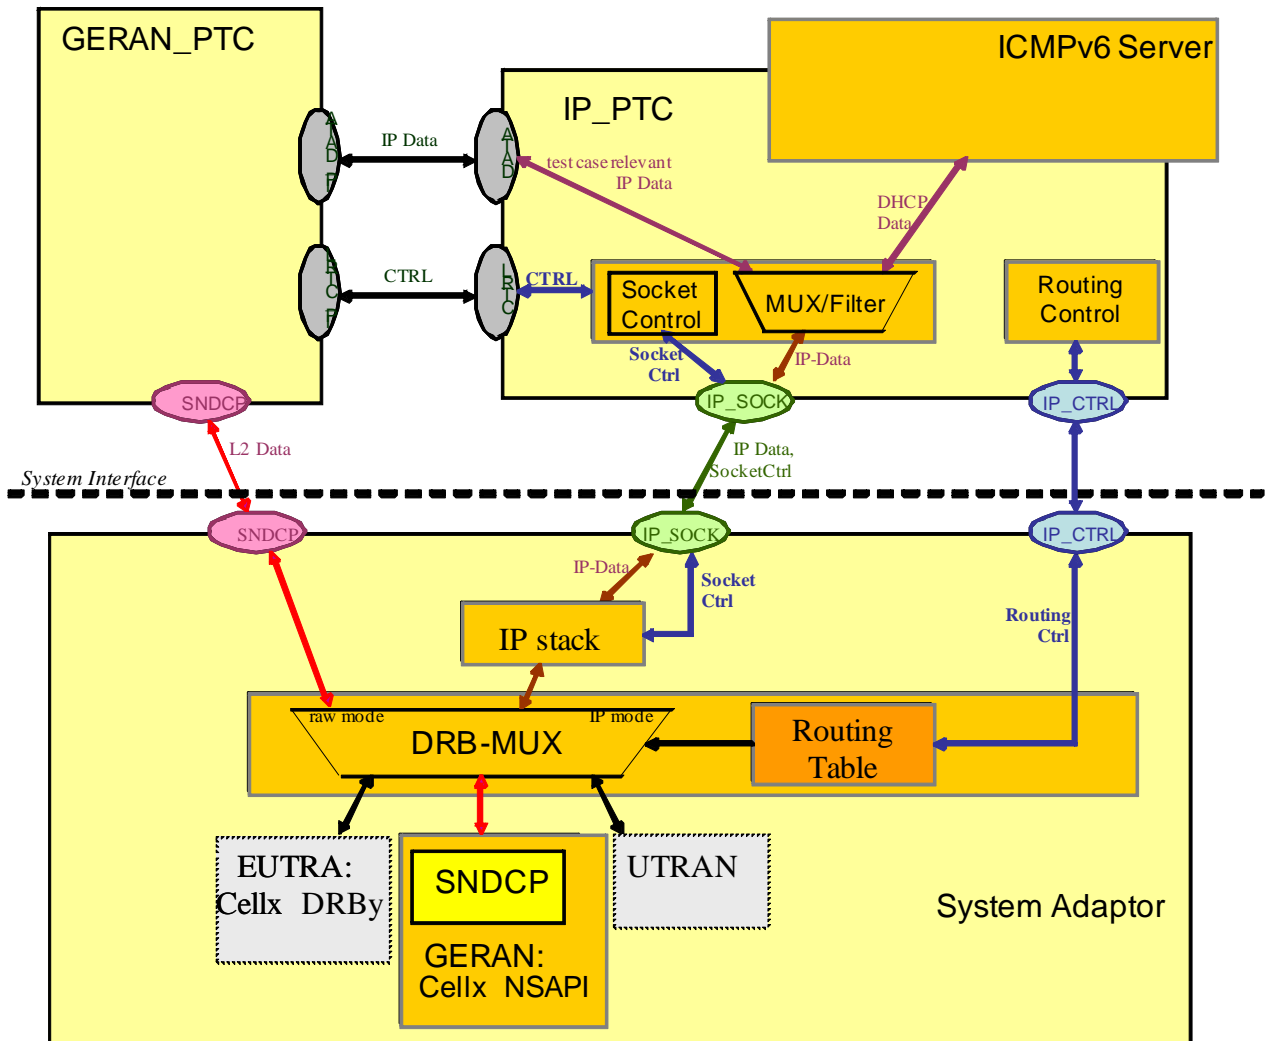 GERAN_PTC
ICMPv6 Server
IP_PTC
IP Data
test case relevant
IP Data
DHCP
Data
CTRL
CTRL
Socket
Control
MUX/Filter
Routing
Control
Socket
Ctrl
IP-Data
SNDCP
IP_SOCK
IP_CTRL
L2 Data
IP Data,
SocketCtrl
System Interface
SNDCP
IP_SOCK
IP_CTRL
IP-Data
Socket
Ctrl
IP stack
Routing
Ctrl
raw mode
IP mode
DRB-MUX
Routing
Table
EUTRA:
Cellx DRBy
SNDCP
GERAN:
Cellx NSAPI
UTRAN
System Adaptor